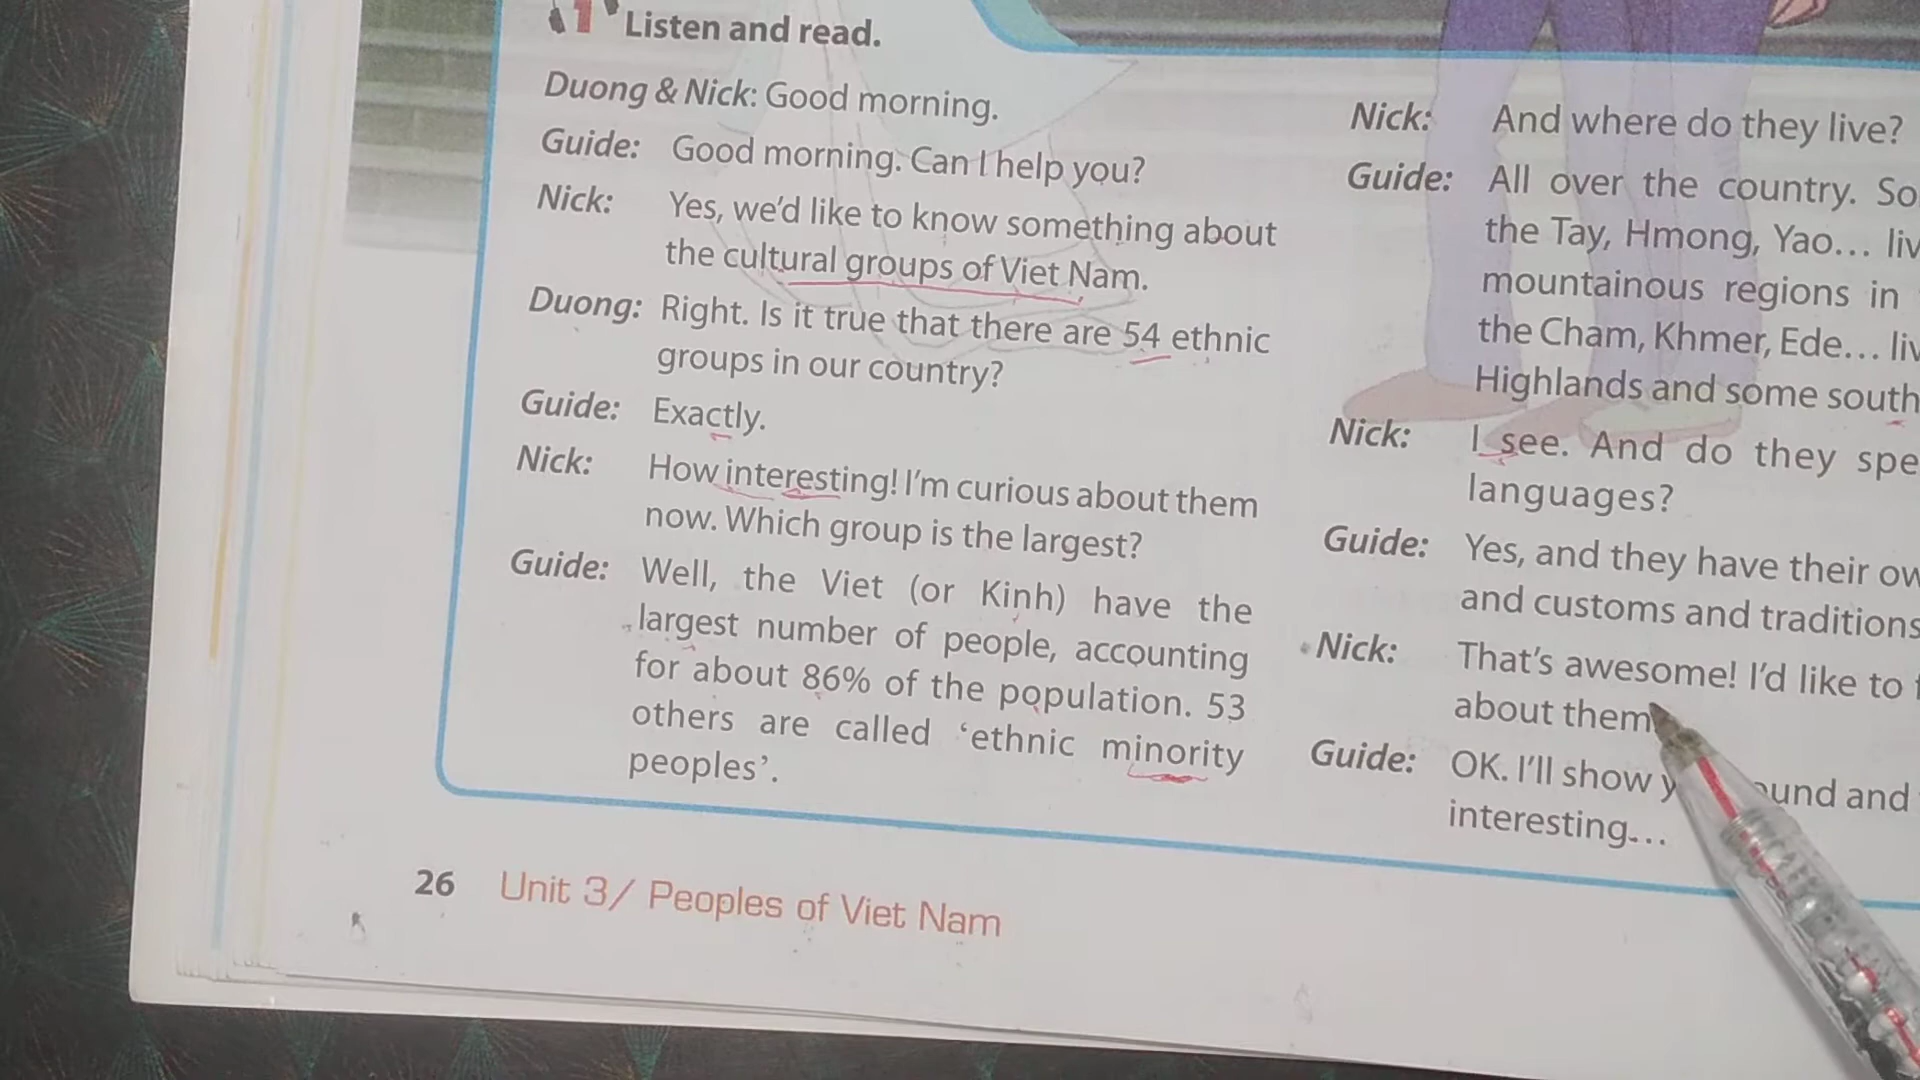 1 Listen and read.
Duong & Nick: Good morning.
Guide: Good morning. Can I help you?
Nick: Yes, we'd like to know something about
the cultural groups of Viet Nam.
Duong: Right. Is it true that there are 54 ethnic
groups in our country?
Guide: Exactly.
Nick: How interesting! I'm curious about them
now. Which group is the largest?
Guide: Well, the Viet (or Kinh) have the
largest number of people, accounting
for about 86% of the population. 53
others are called ‘ethnic minority
peoples’.
Nick: And where do they live?
Guide: All over the country. So
the Tay, Hmong, Yao… liv
mountainous regions in
the Cham, Khmer, Ede… liv
Highlands and some south
Nick: I see. And do they spe
languages?
Guide: Yes, and they have their ow
and customs and traditions
Nick: That's awesome! I'd like to
about them
Guide: OK. I'll show y ound and
interesting…
26 Unit 3/ Peoples of Viet Nam